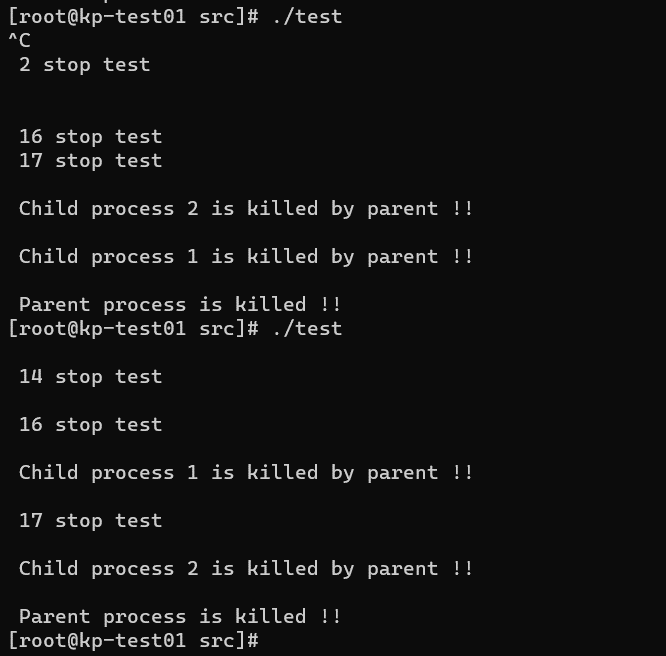 [root@kp-test01 src]# ./test
^C
2 stop test
16 stop test
17 stop test
Child process 2 is killed by parent !!
Child process 1 is killed by parent !!
Parent process is killed !!
[root@kp-test01 src]# ./test
14 stop test
16 stop test
Child process 1 is killed by parent !!
17 stop test
Child process 2 is killed by parent !!
Parent process is killed !!
[root@kp-test01 src]#